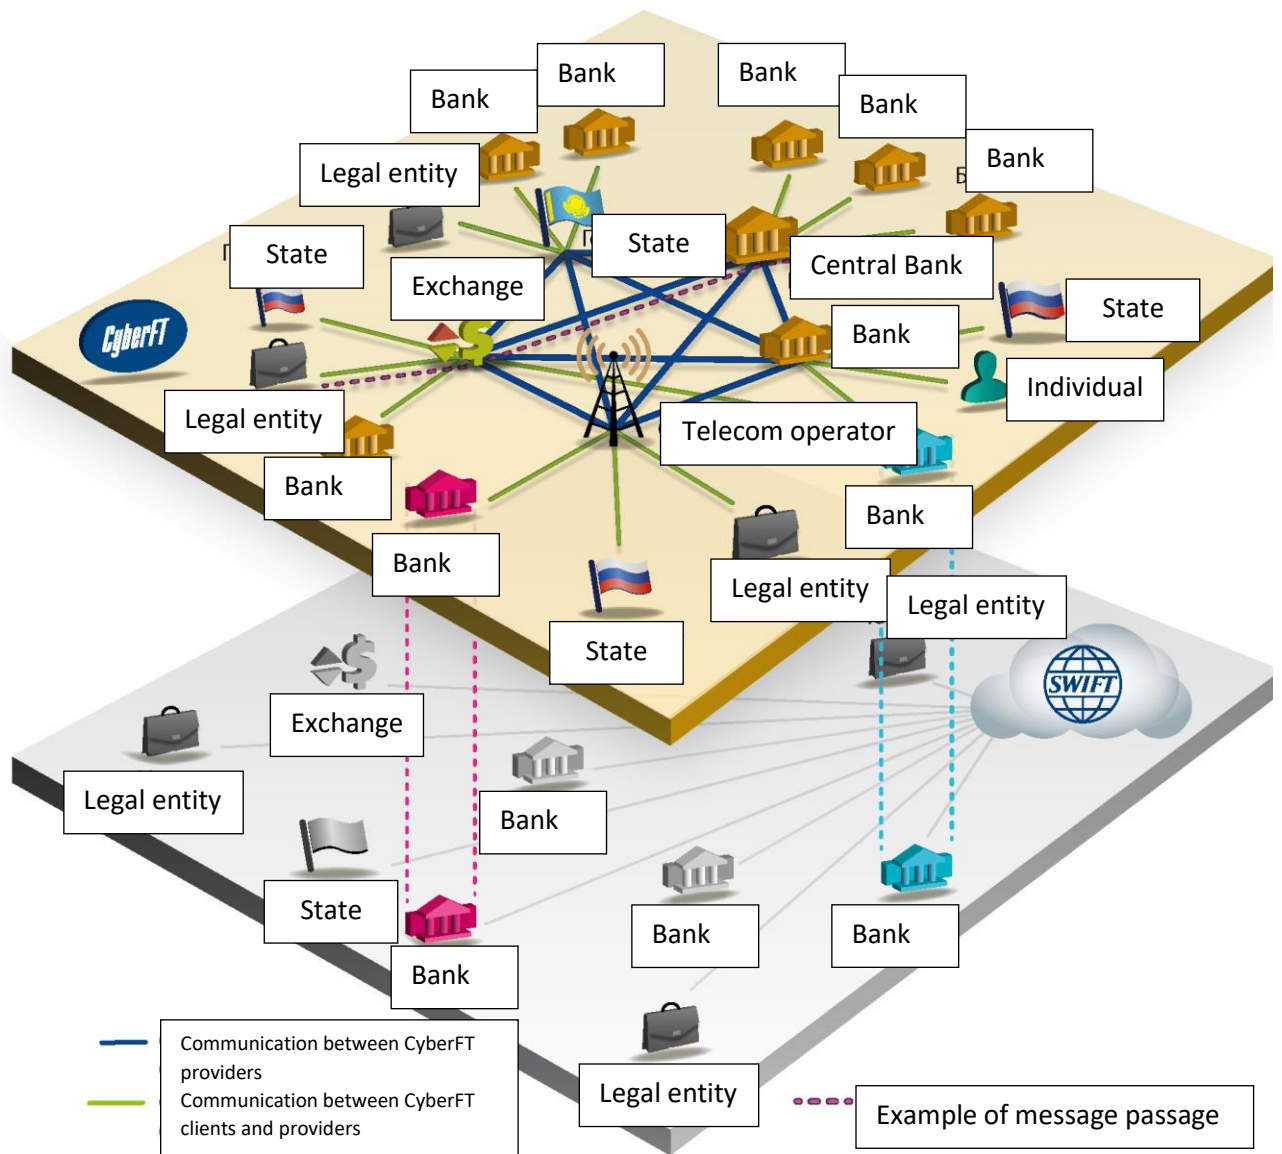 Bank
Bank
Bank
Bank
Bank
Legal entity
State
State
Exchange
Central Bank
State
CyberFT
Bank
Individual
Legal entity
Telecom operator
Bank
Bank
Bank
Legal entity
Legal entity
State
SWIFT
Exchange
Legal entity
Bank
State
Bank
Bank
Bank
Legal entity
Communication between CyberFT
providers
Communication between CyberFT
clients and providers
Example of message passage